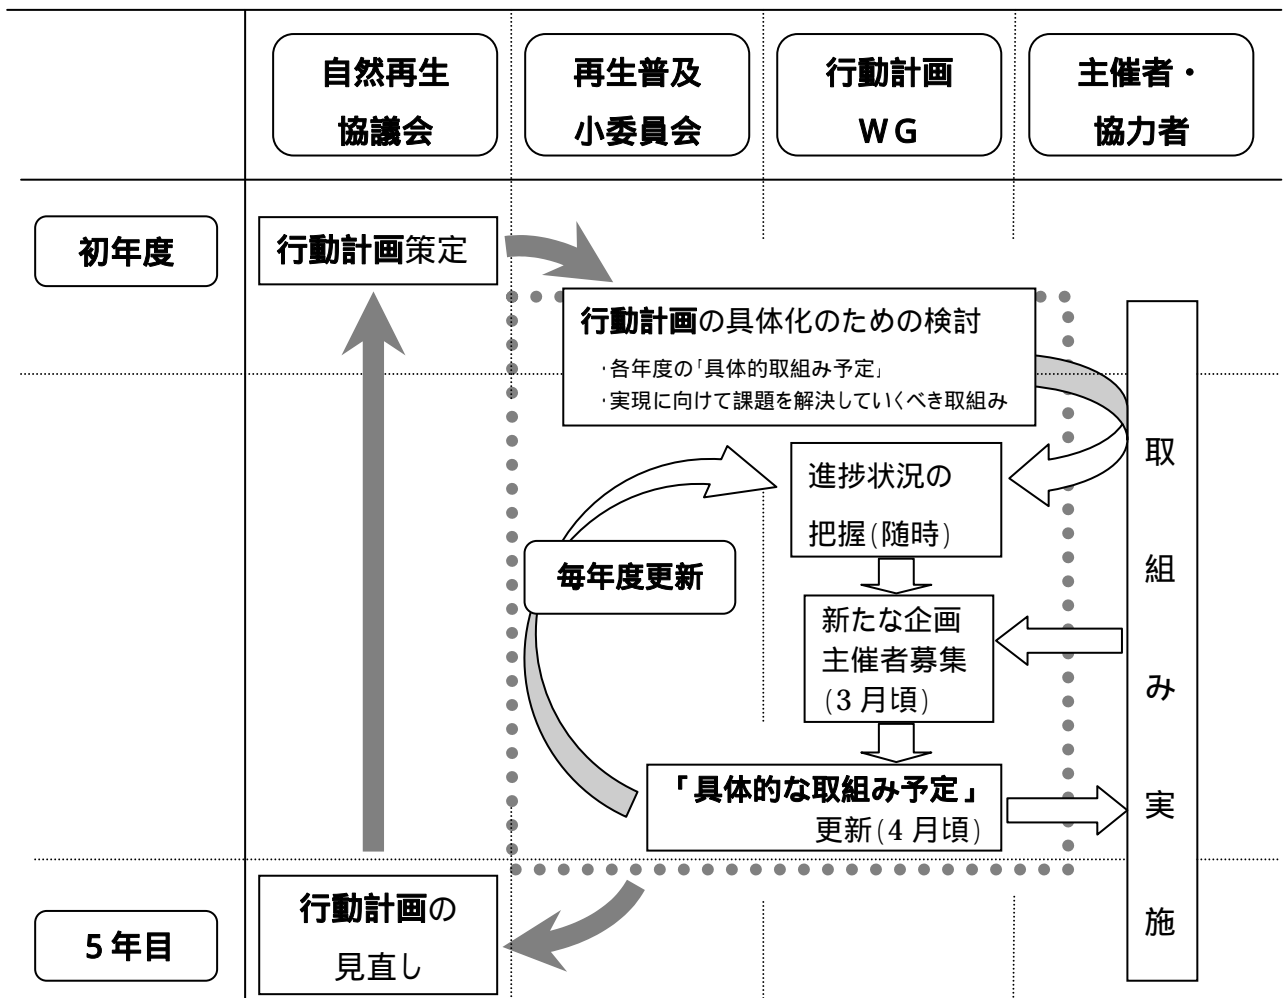 自然再生
協議会
再生普及
小委員会
行動計画
ＷＧ
主催者・
協力者
初年度
行動計画策定
行動計画の具体化のための検討
・各年度の「具体的取組み予定」
・実現に向けて課題を解決していくべき取組み
進捗状況の
把握(随時)
毎年度更新
新たな企画
主催者募集
(3月頃)
「具体的な取組み予定」
更新(4月頃)
取組み実施
行動計画の
見直し
５年目